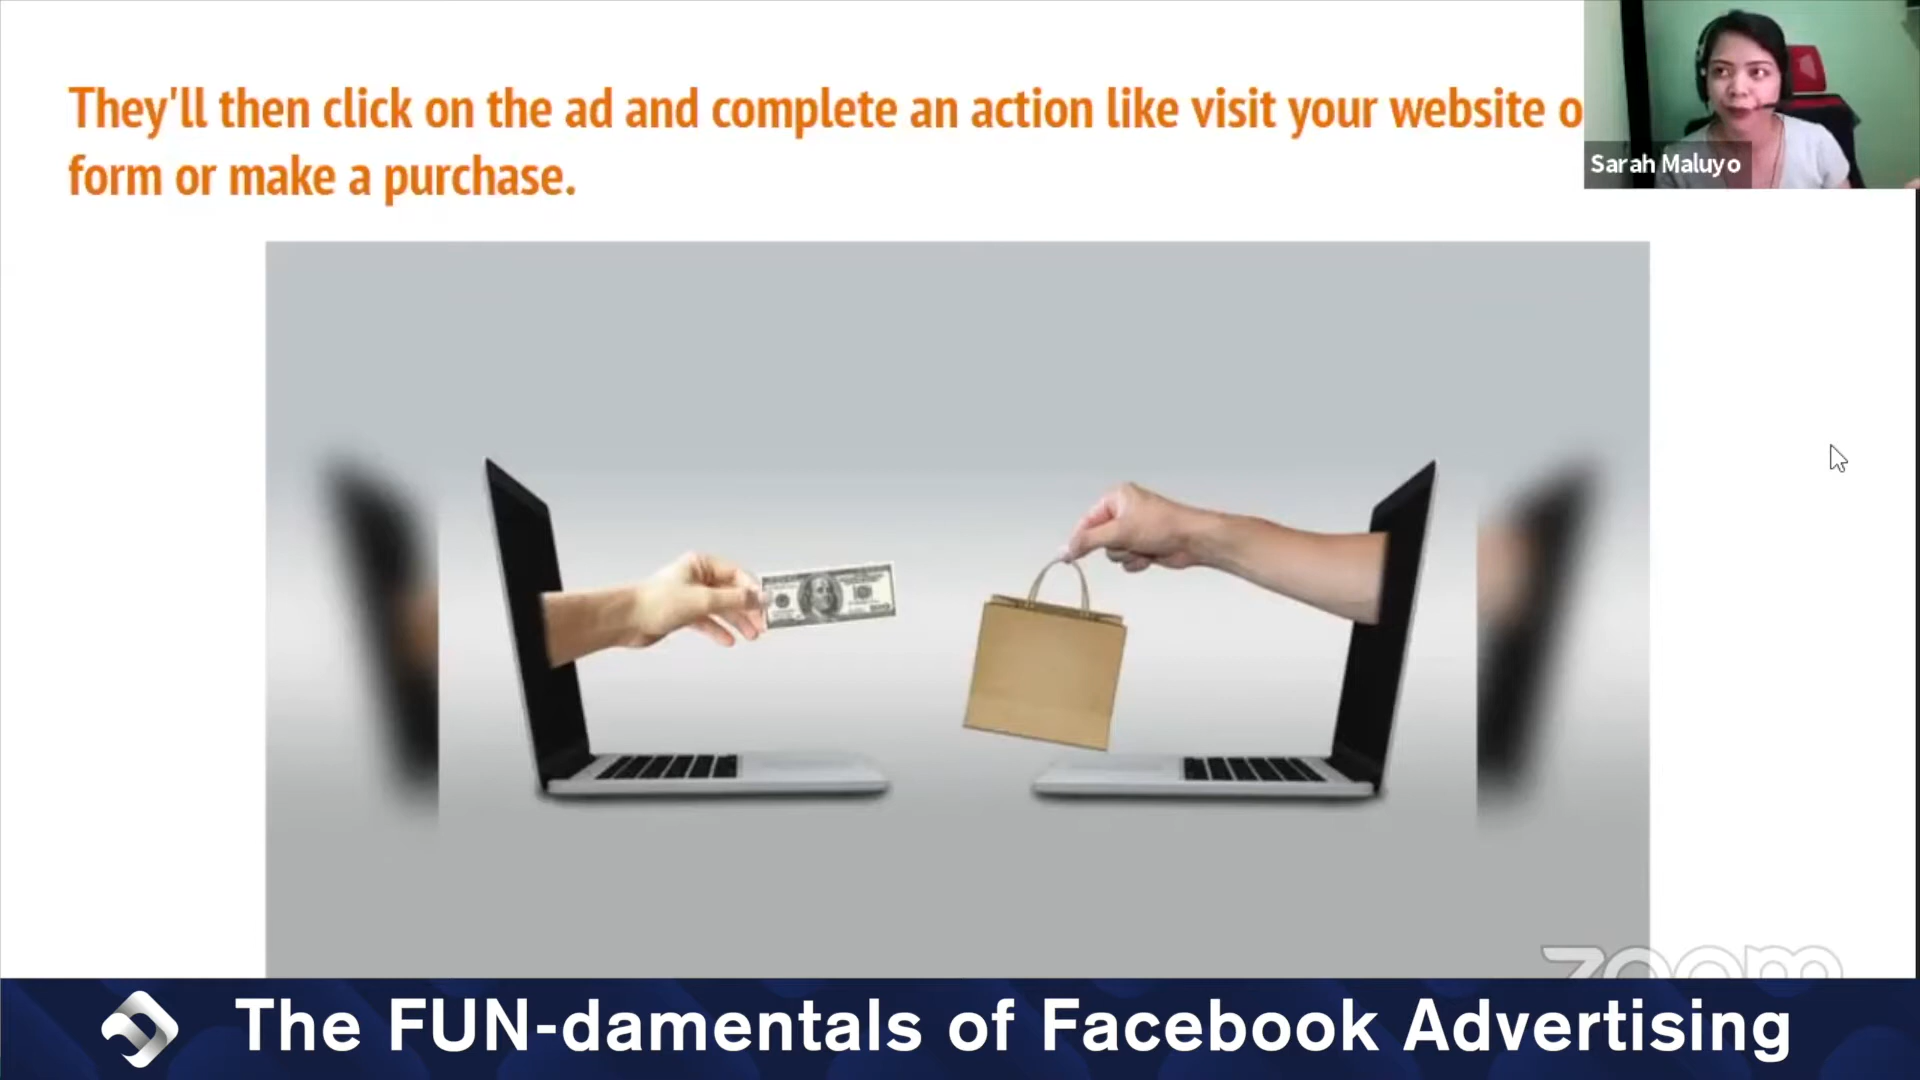 They'll then click on the ad and complete an action like visit your website o
form or make a purchase.
Sarah Maluyo
zoom
The FUN-damentals of Facebook Advertising